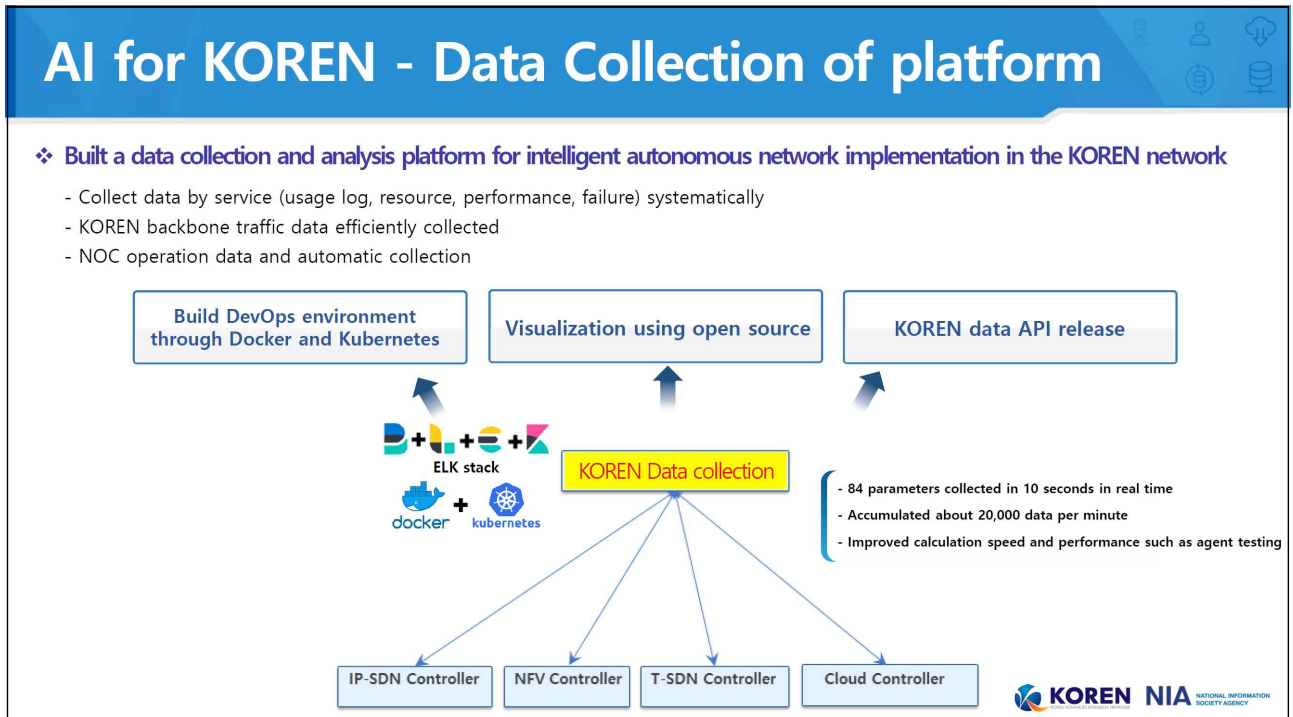 AI for KOREN - Data Collection of platform
❖ Built a data collection and analysis platform for intelligent autonomous network implementation in the KOREN network
- Collect data by service (usage log, resource, performance, failure) systematically
- KOREN backbone traffic data efficiently collected
- NOC operation data and automatic collection
Build DevOps environment
through Docker and Kubernetes
Visualization using open source
KOREN data API release
+ + +
ELK stack
KOREN Data collection
docker + kubernetes
- 84 parameters collected in 10 seconds in real time
- Accumulated about 20,000 data per minute
- Improved calculation speed and performance such as agent testing
IP-SDN Controller
NFV Controller
T-SDN Controller
Cloud Controller
KOREN
KOREA ADVANCED RESEARCH NETWORK
NIA NATIONAL INFORMATION
SOCIETY AGENCY